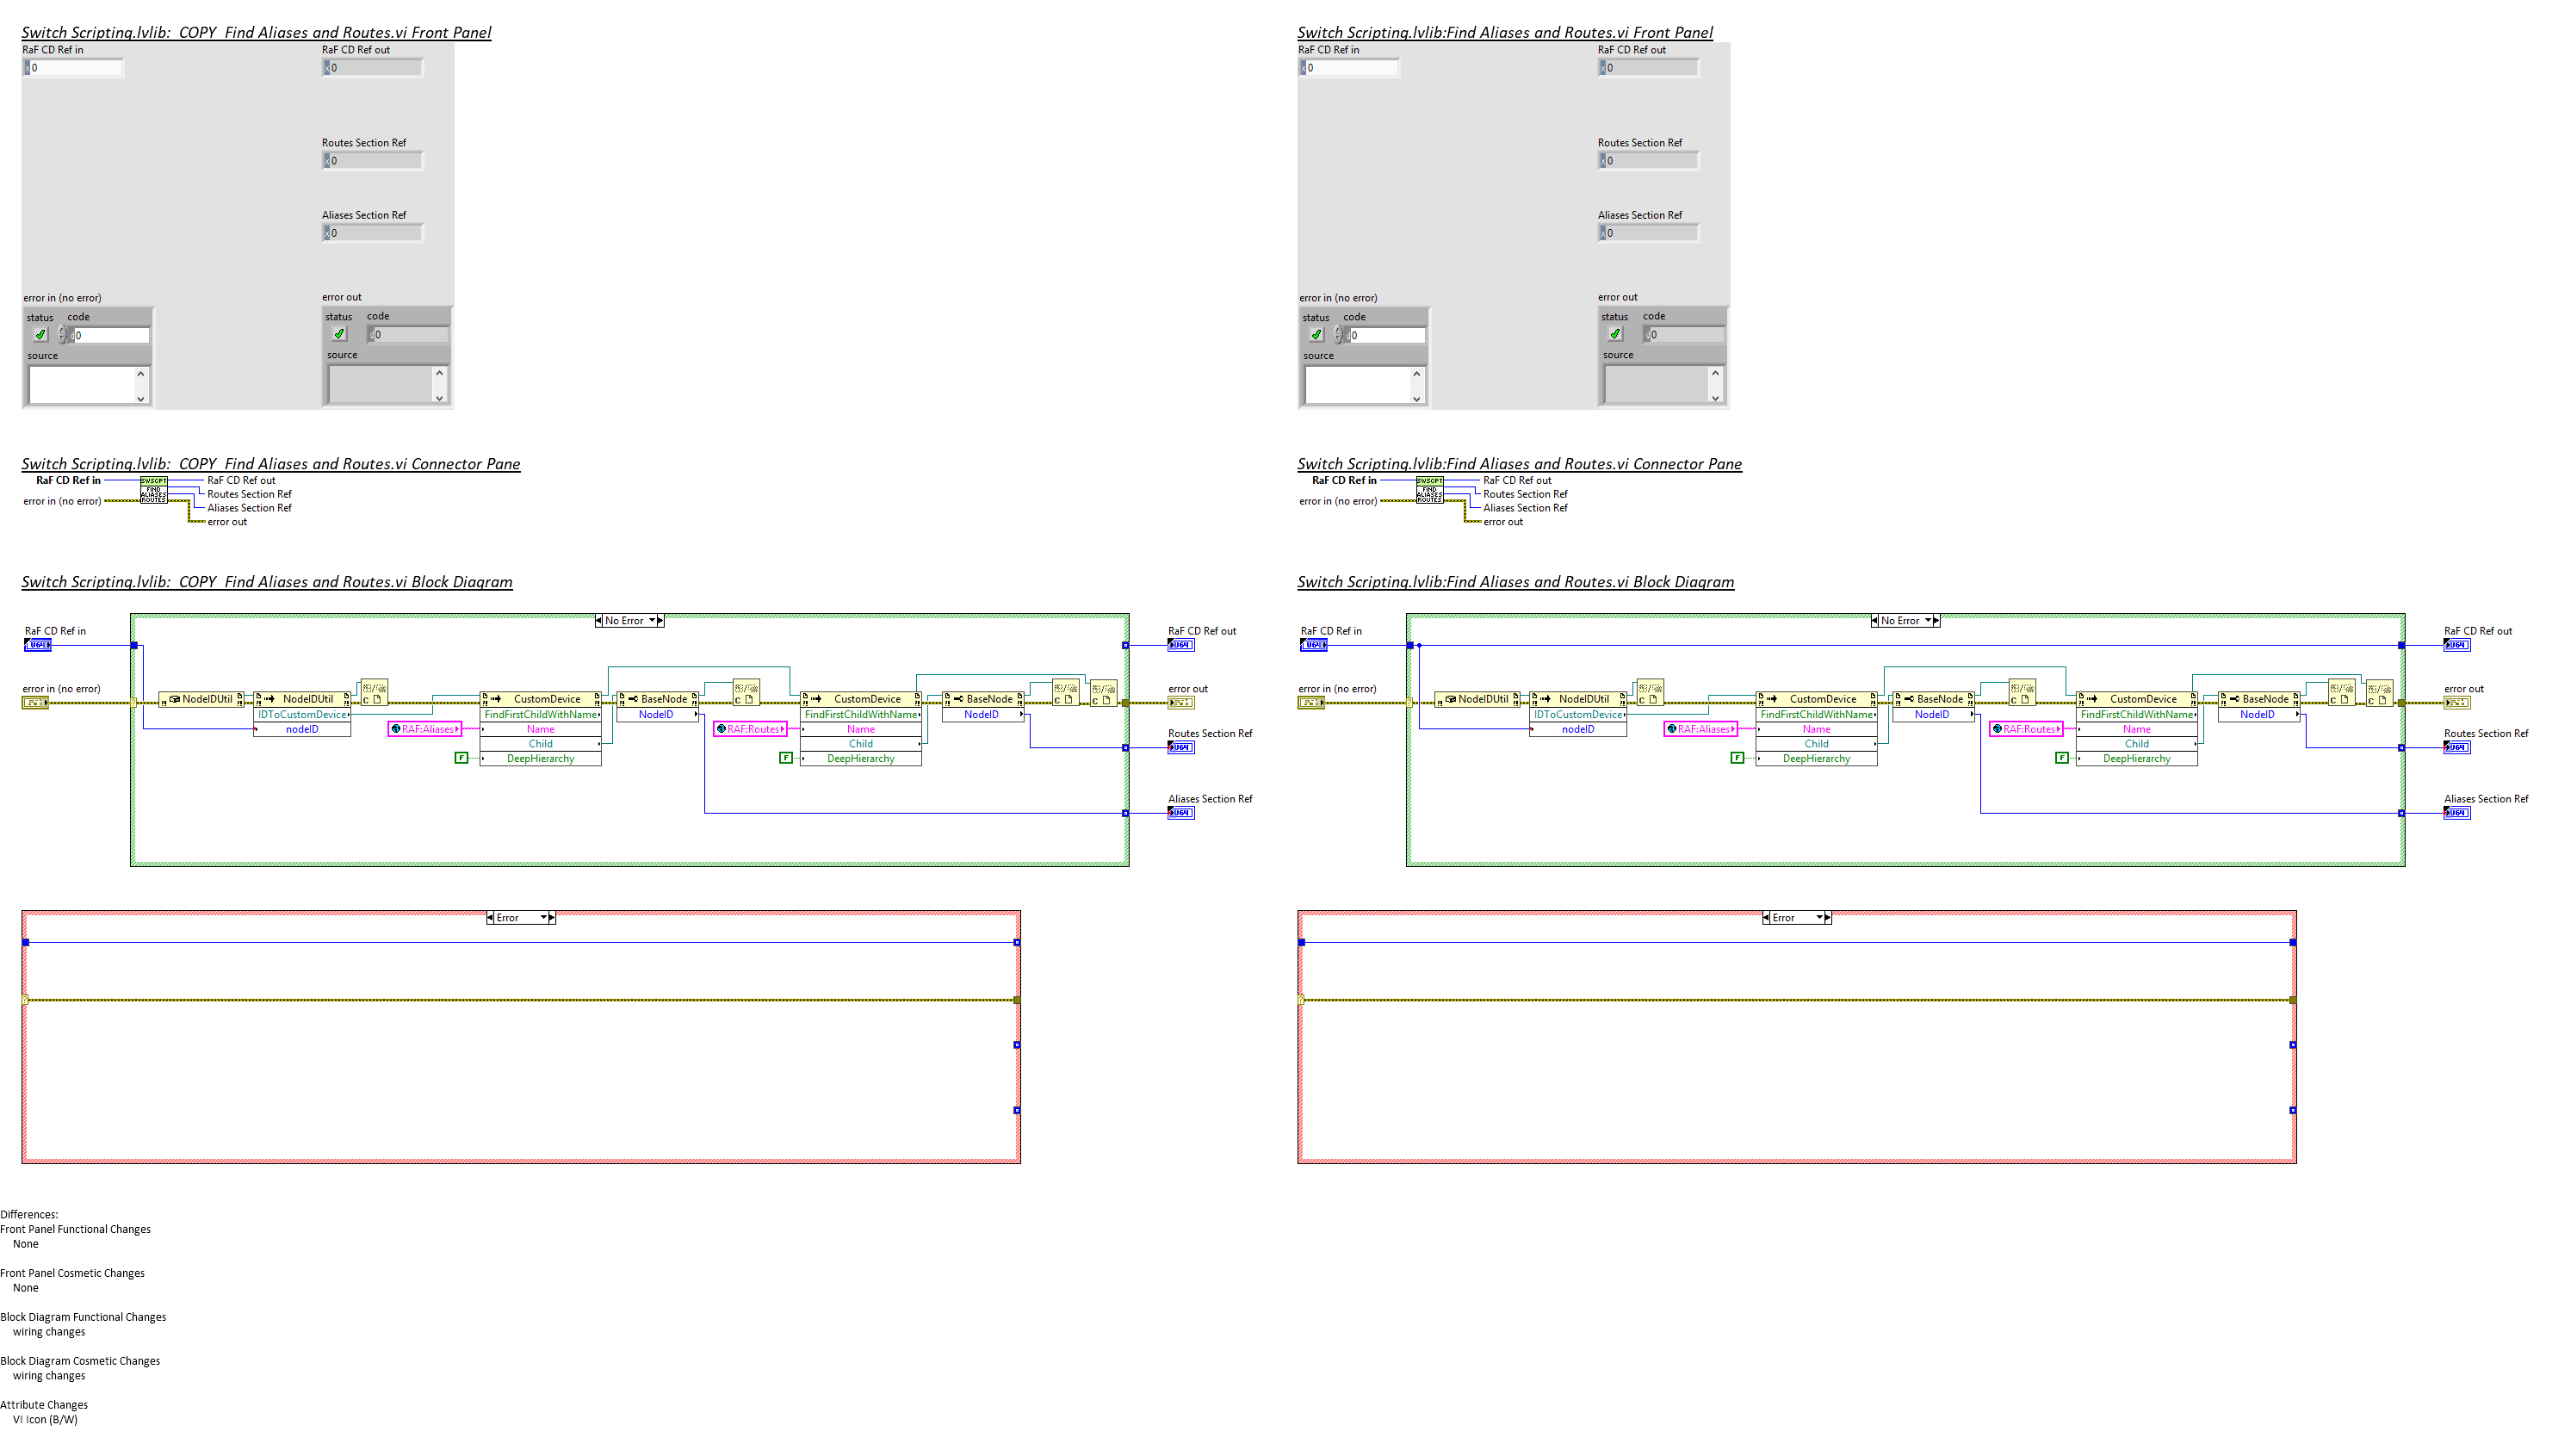 Switch Scripting.lvlib:  COPY  Find Aliases and Routes.vi Front Panel
RaF CD Ref in
RaF CD Ref out
x 0
x 0
Routes Section Ref
x 0
Aliases Section Ref
x 0
error in (no error)
error out
status code
status code
d 0
d 0
source
source
Switch Scripting.lvlib:  COPY  Find Aliases and Routes.vi Connector Pane
RaF CD Ref in
SWSCPT
FIND
ALIASES
ROUTES
RaF CD Ref out
Routes Section Ref
error in (no error)
Aliases Section Ref
error out
Switch Scripting.lvlib:  COPY  Find Aliases and Routes.vi Block Diagram
No Error
RaF CD Ref in
U64
RaF CD Ref out
U64
error in (no error)
error out
NodeIDUtil
NodeIDUtil
IDToCustomDevice
nodeID
C
RAF:Aliases
F
CustomDevice
FindFirstChildWithName
Name
Child
DeepHierarchy
BaseNode
NodeID
C
RAF:Routes
F
CustomDevice
FindFirstChildWithName
Name
Child
DeepHierarchy
BaseNode
NodeID
C
C
Routes Section Ref
U64
Aliases Section Ref
U64
Error
Switch Scripting.lvlib:Find Aliases and Routes.vi Front Panel
RaF CD Ref in
RaF CD Ref out
x 0
x 0
Routes Section Ref
x 0
Aliases Section Ref
x 0
error in (no error)
error out
status code
status code
d 0
d 0
source
source
Switch Scripting.lvlib:Find Aliases and Routes.vi Connector Pane
RaF CD Ref in
SWSCPT
FIND
ALIASES
ROUTES
RaF CD Ref out
Routes Section Ref
error in (no error)
Aliases Section Ref
error out
Switch Scripting.lvlib:Find Aliases and Routes.vi Block Diagram
No Error
RaF CD Ref in
U64
RaF CD Ref out
U64
error in (no error)
error out
NodeIDUtil
NodeIDUtil
IDToCustomDevice
nodeID
C
RAF:Aliases
F
CustomDevice
FindFirstChildWithName
Name
Child
DeepHierarchy
BaseNode
NodeID
C
RAF:Routes
F
CustomDevice
FindFirstChildWithName
Name
Child
DeepHierarchy
BaseNode
NodeID
C
C
Routes Section Ref
U64
Aliases Section Ref
U64
Error
Differences:
Front Panel Functional Changes
None
Front Panel Cosmetic Changes
None
Block Diagram Functional Changes
wiring changes
Block Diagram Cosmetic Changes
wiring changes
Attribute Changes
VI Icon (B/W)